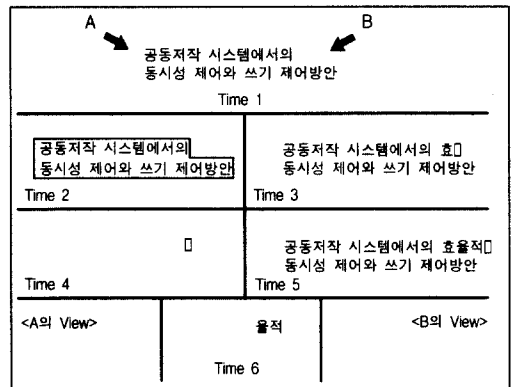 A B
공동저작 시스템에서의
동시성 제어와 쓰기 제어방안
Time 1
공동저작 시스템에서의
동시성 제어와 쓰기 제어방안
Time 2
공동저작 시스템에서의 효▯
동시성 제어와 쓰기 제어방안
Time 3
▯
Time 4
공동저작 시스템에서의 효율적▯
동시성 제어와 쓰기 제어방안
Time 5
<A의 View>
율적
Time 6
<B의 View>